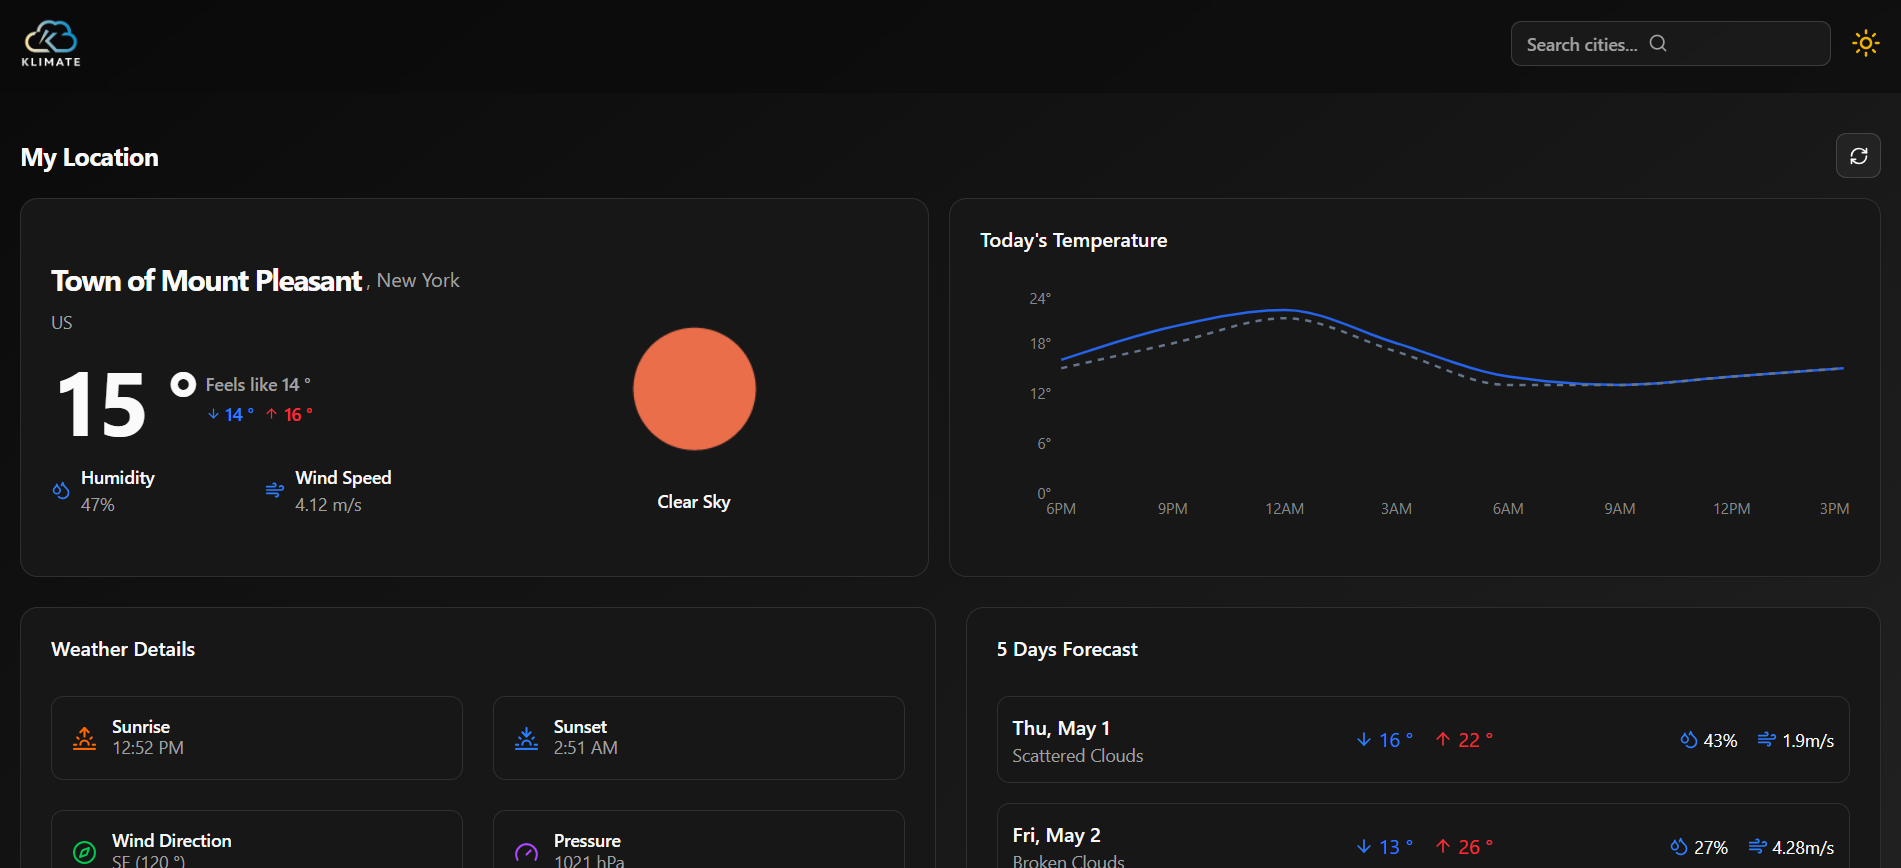 KLIMATE
Search cities...
My Location
Town of Mount Pleasant , New York
US
15°
Feels like 14 °
↓ 14 ° ↑ 16 °
Humidity
47%
Wind Speed
4.12 m/s
Clear Sky
Today's Temperature
24°
18°
12°
6°
0°
6PM 9PM 12AM 3AM 6AM 9AM 12PM 3PM
Weather Details
Sunrise
12:52 PM
Sunset
2:51 AM
Wind Direction
SE (120 °)
Pressure
1021 hPa
5 Days Forecast
Thu, May 1
Scattered Clouds
↓ 16 ° ↑ 22 ° 43% 1.9m/s
Fri, May 2
Broken Clouds
↓ 13 ° ↑ 26 ° 27% 4.28m/s